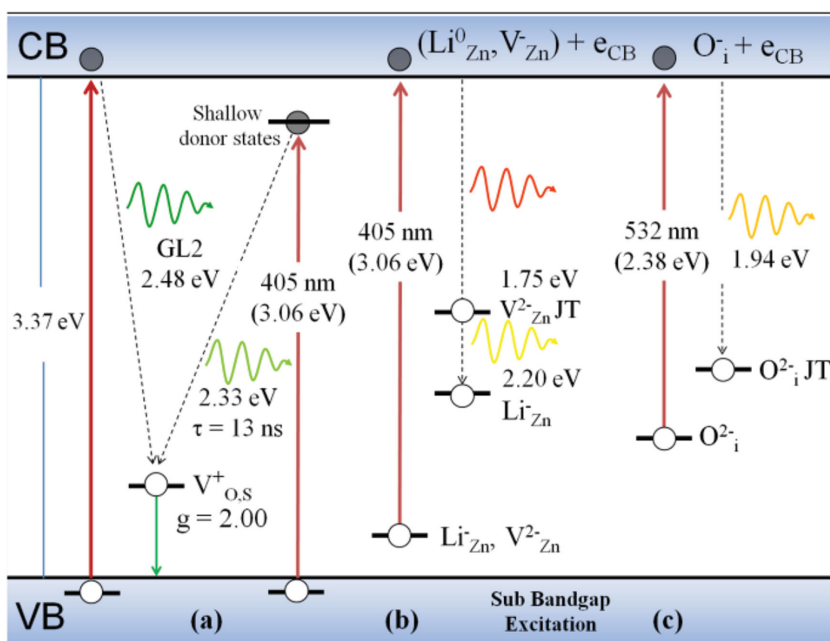 CB
(Li⁰Zn,V⁻Zn) + eCB
O⁻i + eCB
Shallow
donor states
GL2
2.48 eV
3.37 eV
405 nm
(3.06 eV)
2.33 eV
τ = 13 ns
V⁺O,S
g = 2.00
405 nm
(3.06 eV)
1.75 eV
V²⁻Zn JT
2.20 eV
Li⁻Zn
Li⁻Zn, V²⁻Zn
532 nm
(2.38 eV)
1.94 eV
O²⁻i JT
O²⁻i
VB
(a)
(b)
Sub Bandgap
Excitation
(c)